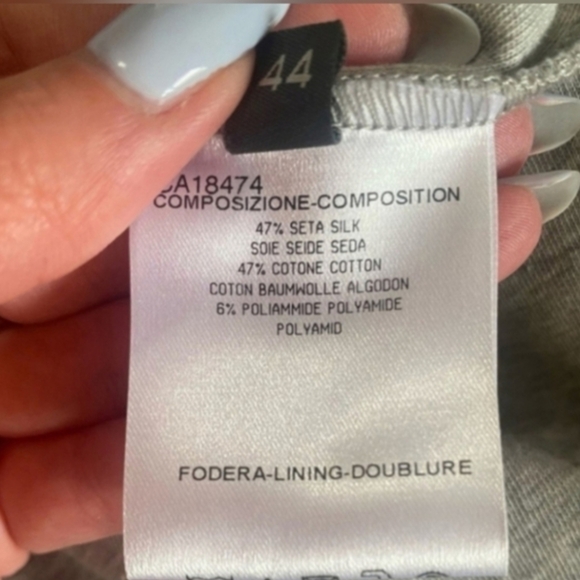 44
A18474
COMPOSIZIONE-COMPOSITION
47% SETA SILK
SOIE SEIDE SEDA
47% COTONE COTTON
COTON BAUMWOLLE ALGODON
6% POLIAMMIDE POLYAMIDE
POLYAMID
FODERA-LINING-DOUBLURE